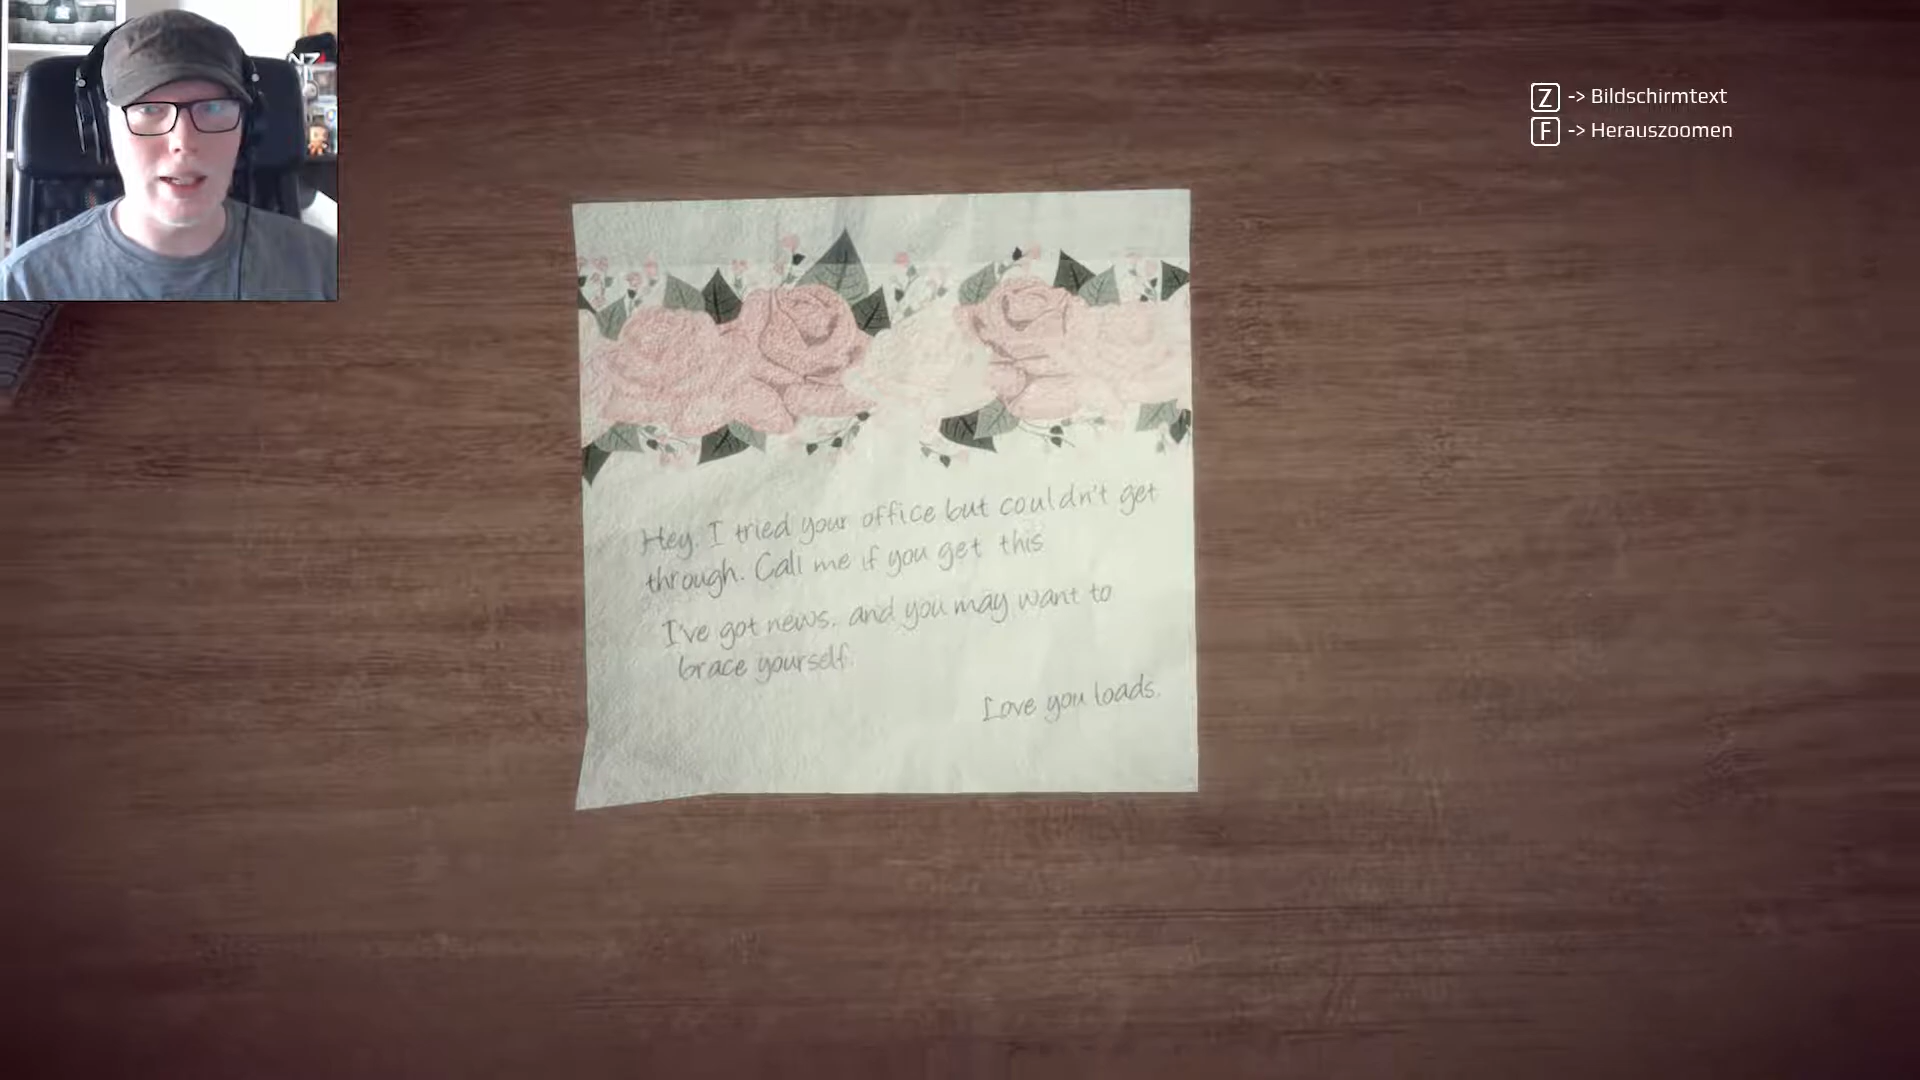 N7
Z -> Bildschirmtext
F -> Herauszoomen
Hey. I tried your office but couldn't get
through. Call me if you get this
I've got news. and you may want to
brace yourself.
Love you loads.